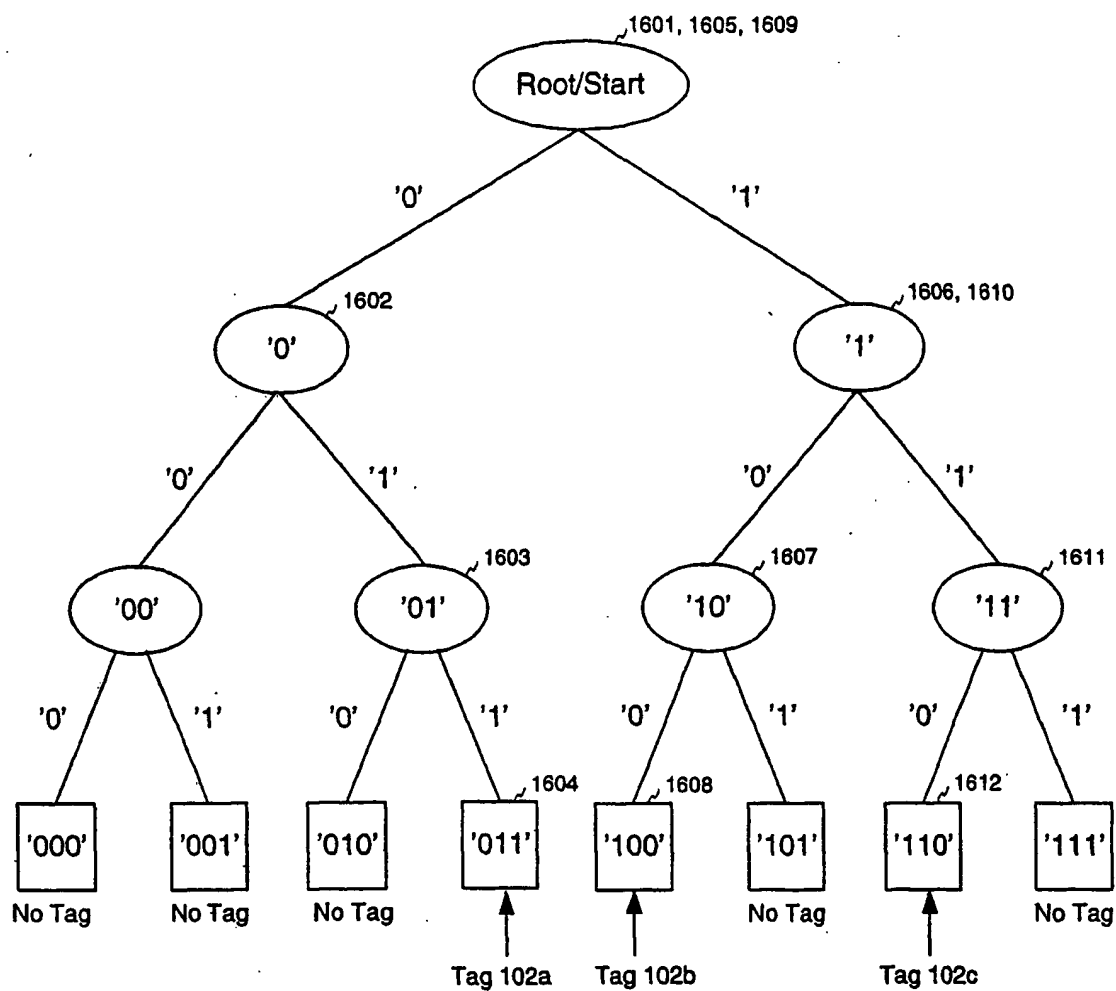 1601, 1605, 1609
Root/Start
'0' '1'
1602 1606, 1610
'0' '1'
'0' '1' '0' '1'
1603 1607 1611
'00' '01' '10' '11'
'0' '1' '0' '1' '0' '1' '0' '1'
1604 1608 1612
'000' '001' '010' '011' '100' '101' '110' '111'
No Tag No Tag No Tag No Tag No Tag
Tag 102a Tag 102b Tag 102c